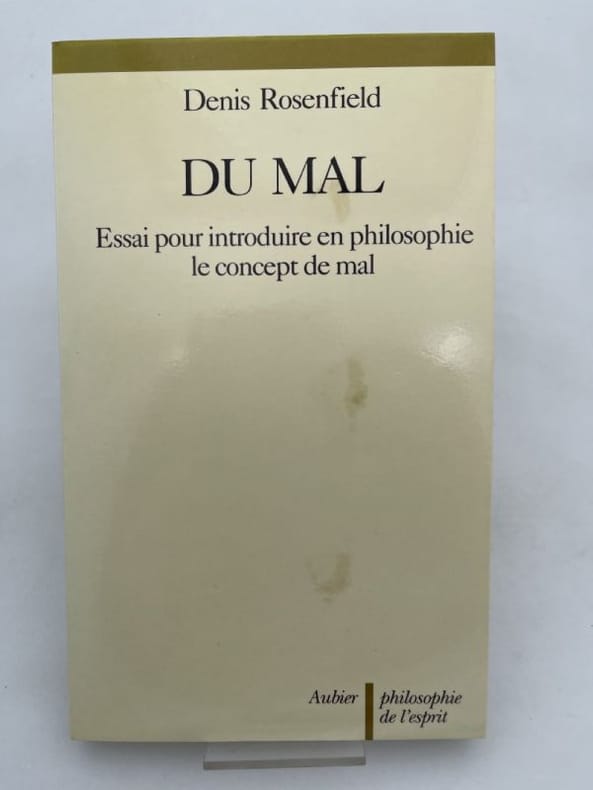 Denis Rosenfield
DU MAL
Essai pour introduire en philosophie
le concept de mal
Aubier
philosophie
de l'esprit